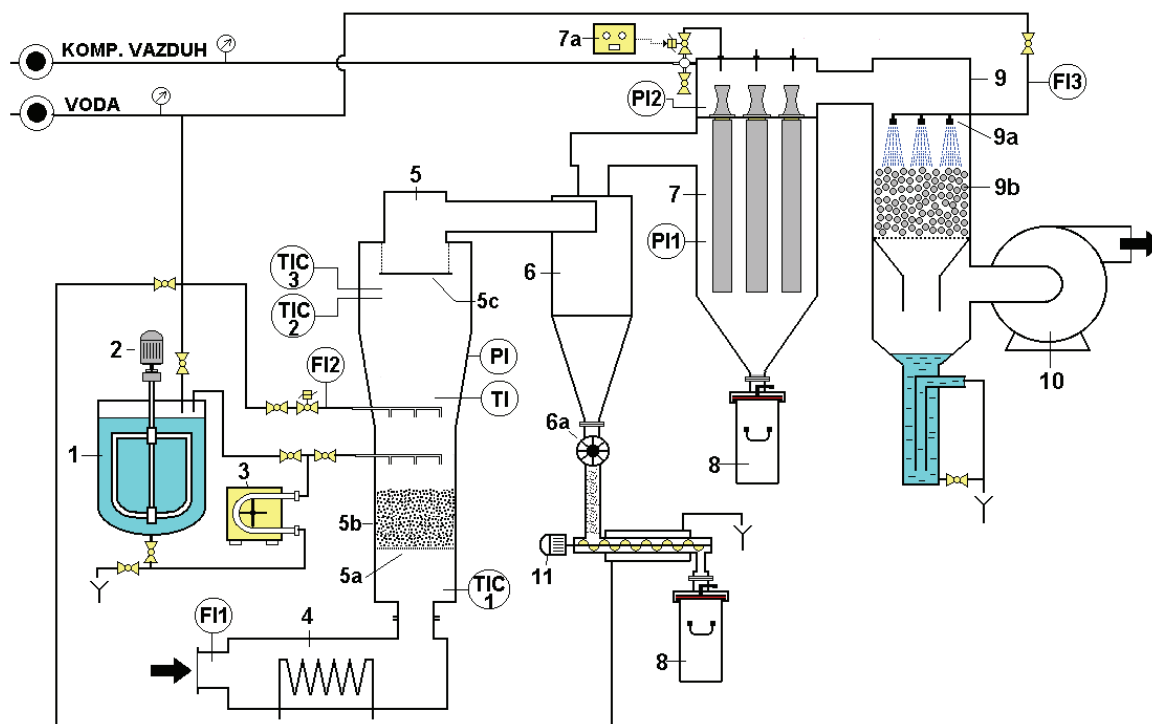 KOMP. VAZDUH
7a
VODA
PI2
9
FI3
9a
5
7
9b
TIC
3
6
PI1
5c
TIC
2
2
FI2
PI
10
TI
6a
1
3
8
5b
11
5a
TIC
1
FI1
4
8